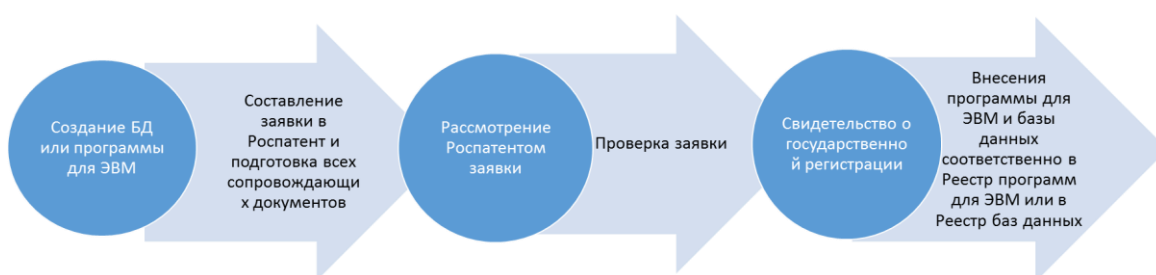 Создание БД
или программы
для ЭВМ
Составление
заявки в
Роспатент и
подготовка всех
сопровождающи
х документов
Рассмотрение
Роспатентом
заявки
Проверка заявки
Свидетельство о
государственно
й регистрации
Внесения
программы для
ЭВМ и базы
данных
соответственно в
Реестр программ
для ЭВМ или в
Реестр баз данных